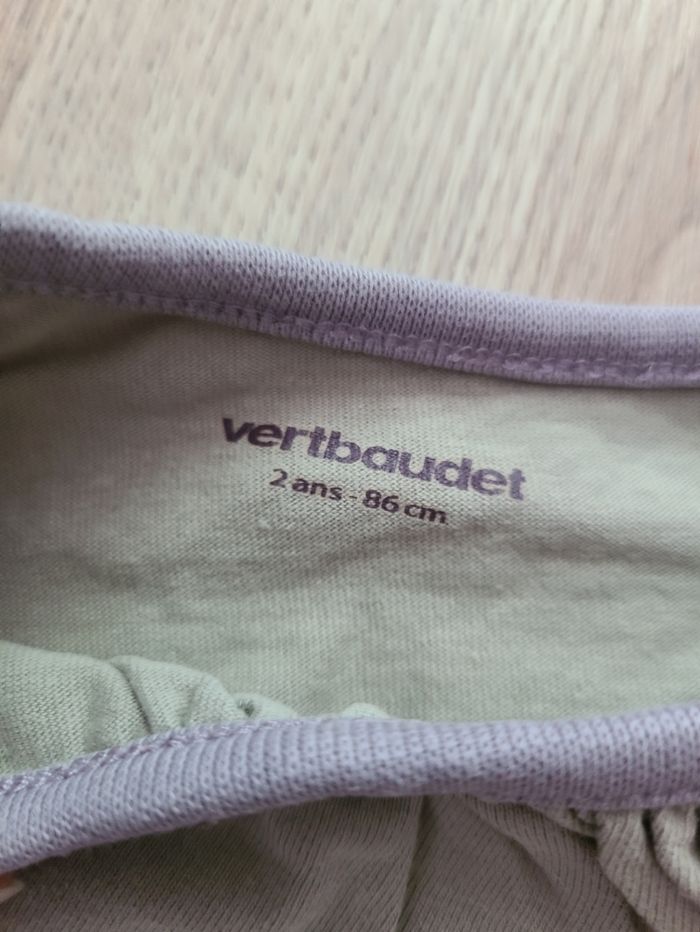 vertbaudet
2 ans - 86 cm